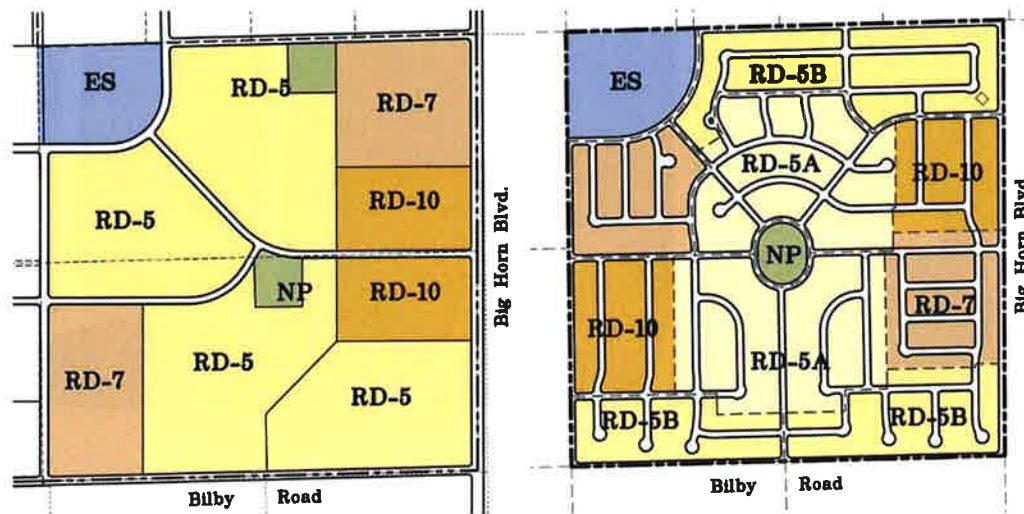 ES
RD-5
RD-7
RD-5
RD-10
NP
RD-10
RD-7
RD-5
RD-5
Big Horn Blvd.
Bilby Road
ES
RD-5B
RD-5A
RD-10
NP
RD-10
RD-7
RD-5A
RD-5B
RD-5B
Big Horn Blvd
Bilby Road